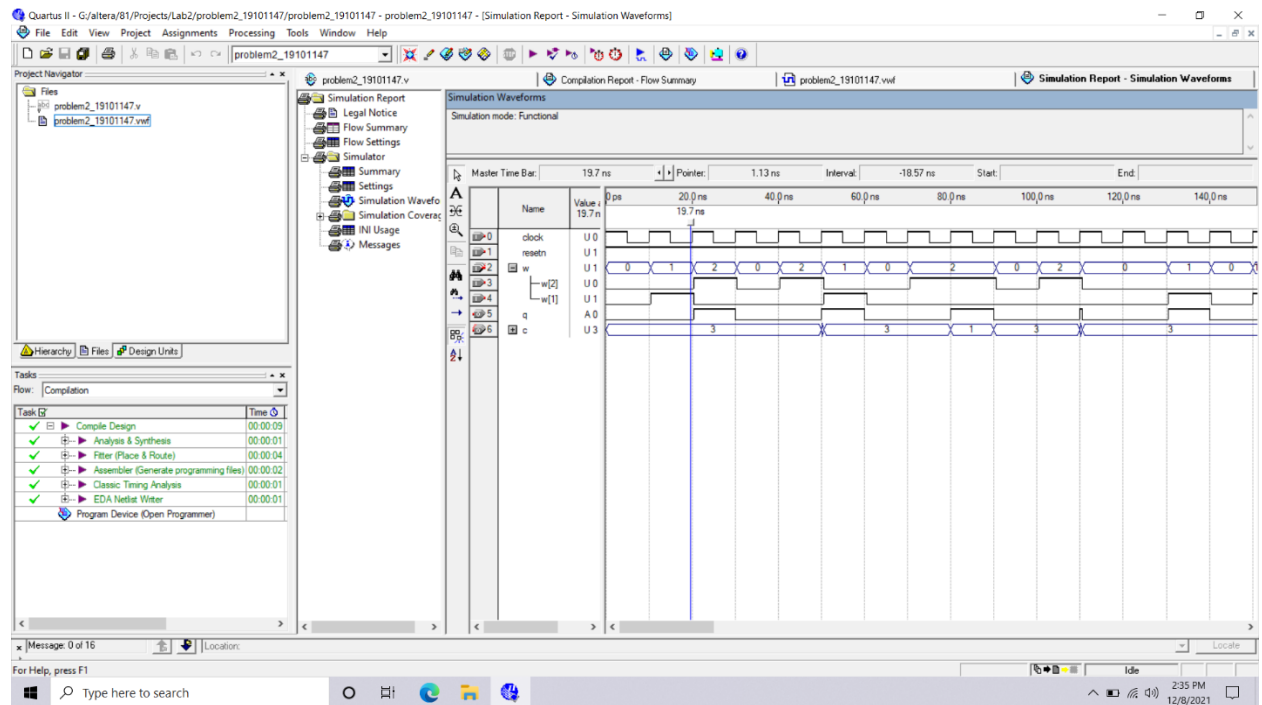 Quartus II - G:/altera/81/Projects/Lab2/problem2_19101147/problem2_19101147 - problem2_19101147 - [Simulation Report - Simulation Waveforms]
File Edit View Project Assignments Processing Tools Window Help
problem2_19101147
Project Navigator
Files
problem2_19101147.v
problem2_19101147.vwf
Hierarchy Files Design Units
Tasks
Flow: Compilation
Task Time
Compile Design 00:00:09
Analysis & Synthesis 00:00:01
Fitter (Place & Route) 00:00:04
Assembler (Generate programming files) 00:00:02
Classic Timing Analysis 00:00:01
EDA Netlist Writer 00:00:01
Program Device (Open Programmer)
problem2_19101147.v Compilation Report - Flow Summary problem2_19101147.vwf Simulation Report - Simulation Waveforms
Simulation Report
Legal Notice
Flow Summary
Flow Settings
Simulator
Summary
Settings
Simulation Wavefo
Simulation Coverag
INI Usage
Messages
Simulation Waveforms
Simulation mode: Functional
Master Time Bar: 19.7 ns Pointer: 1.13 ns Interval: -18.57 ns Start: End:
Name Value a 19.7 n
0 ps 20.0 ns 40.0 ns 60.0 ns 80.0 ns 100.0 ns 120.0 ns 140.0 ns
19.7 ns
0 clock U 0
1 resetn U 1
2 w U 1 0 1 2 0 2 1 0 2 0 2 0 1 0
3 w[2] U 0
4 w[1] U 1
5 q A 0
6 c U 3 3 3 1 3 3
Message: 0 of 16 Location: Locate
For Help, press F1 Idle
Type here to search
2:35 PM
12/8/2021